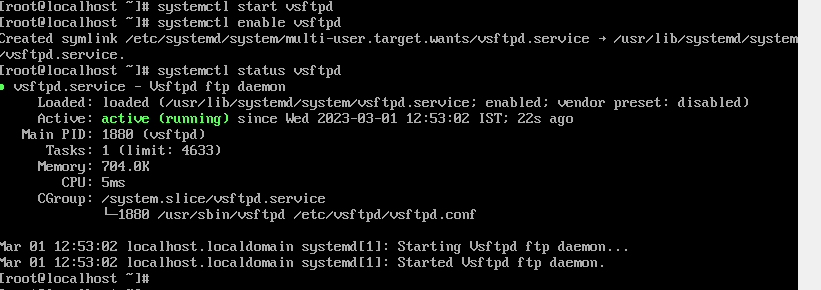 [root@localhost ~]# systemctl start vsftpd
[root@localhost ~]# systemctl enable vsftpd
Created symlink /etc/systemd/system/multi-user.target.wants/vsftpd.service → /usr/lib/systemd/system
/vsftpd.service.
[root@localhost ~]# systemctl status vsftpd
● vsftpd.service - Vsftpd ftp daemon
     Loaded: loaded (/usr/lib/systemd/system/vsftpd.service; enabled; vendor preset: disabled)
     Active: active (running) since Wed 2023-03-01 12:53:02 IST; 22s ago
   Main PID: 1880 (vsftpd)
      Tasks: 1 (limit: 4633)
     Memory: 704.0K
        CPU: 5ms
     CGroup: /system.slice/vsftpd.service
             └─1880 /usr/sbin/vsftpd /etc/vsftpd/vsftpd.conf

Mar 01 12:53:02 localhost.localdomain systemd[1]: Starting Vsftpd ftp daemon...
Mar 01 12:53:02 localhost.localdomain systemd[1]: Started Vsftpd ftp daemon.
[root@localhost ~]#